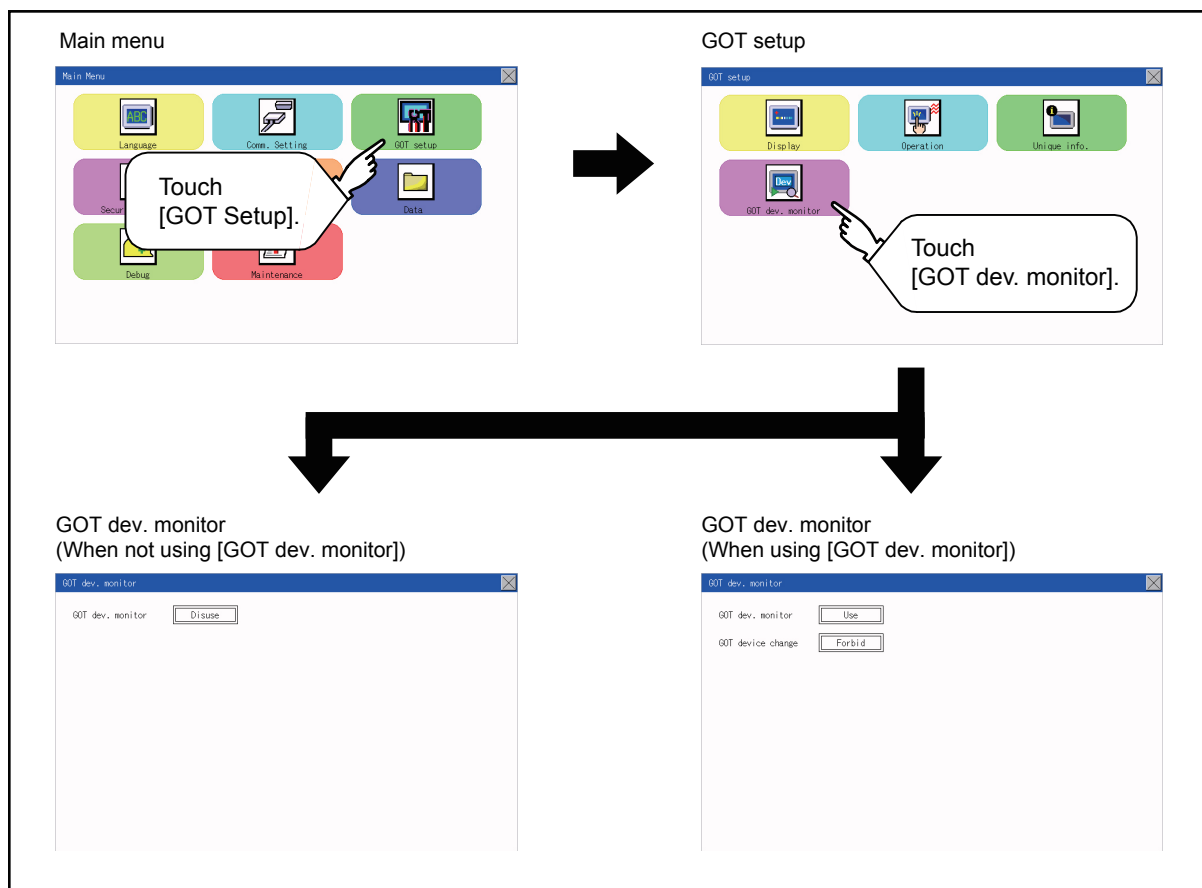 Main menu
Main Menu
ABC
Language
Comm. Setting
GOT setup
Secur
Data
Debug
Maintenance
Touch
[GOT Setup].
GOT setup
GOT setup
Display
Operation
Unique info.
Dev
GOT dev. monitor
Touch
[GOT dev. monitor].
GOT dev. monitor
(When not using [GOT dev. monitor])
GOT dev. monitor
GOT dev. monitor
Disuse
GOT dev. monitor
(When using [GOT dev. monitor])
GOT dev. monitor
GOT dev. monitor
Use
GOT device change
Forbid